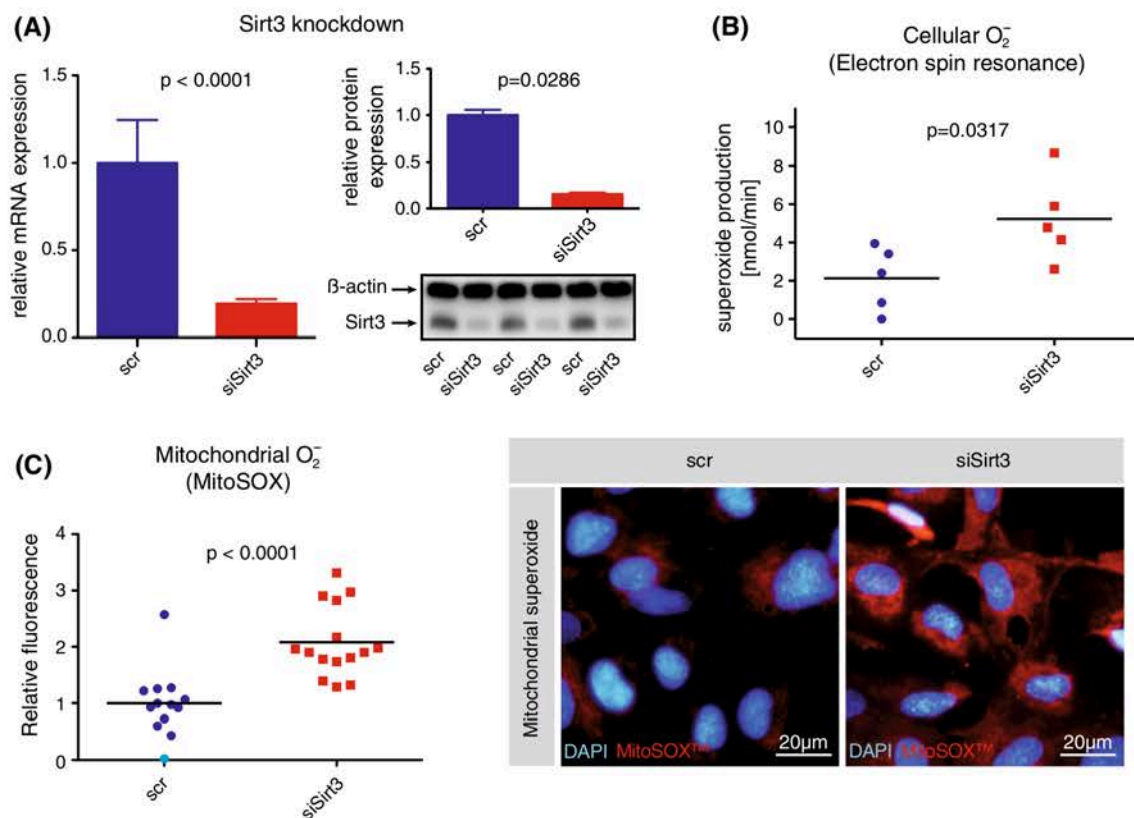 (A)
Sirt3 knockdown
relative mRNA expression
1.5
1.0
0.5
0.0
p < 0.0001
scr
siSirt3
relative protein
expression
1.5
1.0
0.5
0.0
p=0.0286
scr
siSirt3
ß-actin
Sirt3
scr
siSirt3
scr
siSirt3
scr
siSirt3
(B)
Cellular O₂⁻
(Electron spin resonance)
superoxide production
[nmol/min]
10
8
6
4
2
0
p=0.0317
scr
siSirt3
(C)
Mitochondrial O₂⁻
(MitoSOX)
Relative fluorescence
4
3
2
1
0
p < 0.0001
scr
siSirt3
scr
siSirt3
Mitochondrial superoxide
DAPI MitoSOX™
20µm
DAPI MitoSOX™
20µm